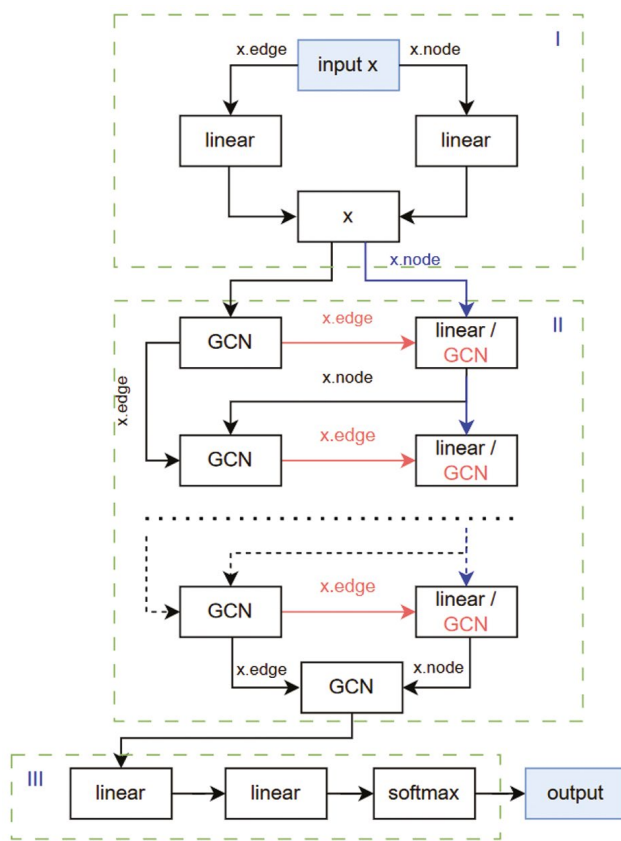 I
x.edge
input x
x.node
linear
linear
x
x.node
II
GCN
x.edge
linear /
GCN
x.edge
x.node
GCN
x.edge
linear /
GCN
GCN
x.edge
linear /
GCN
x.edge
x.node
GCN
III
linear
linear
softmax
output